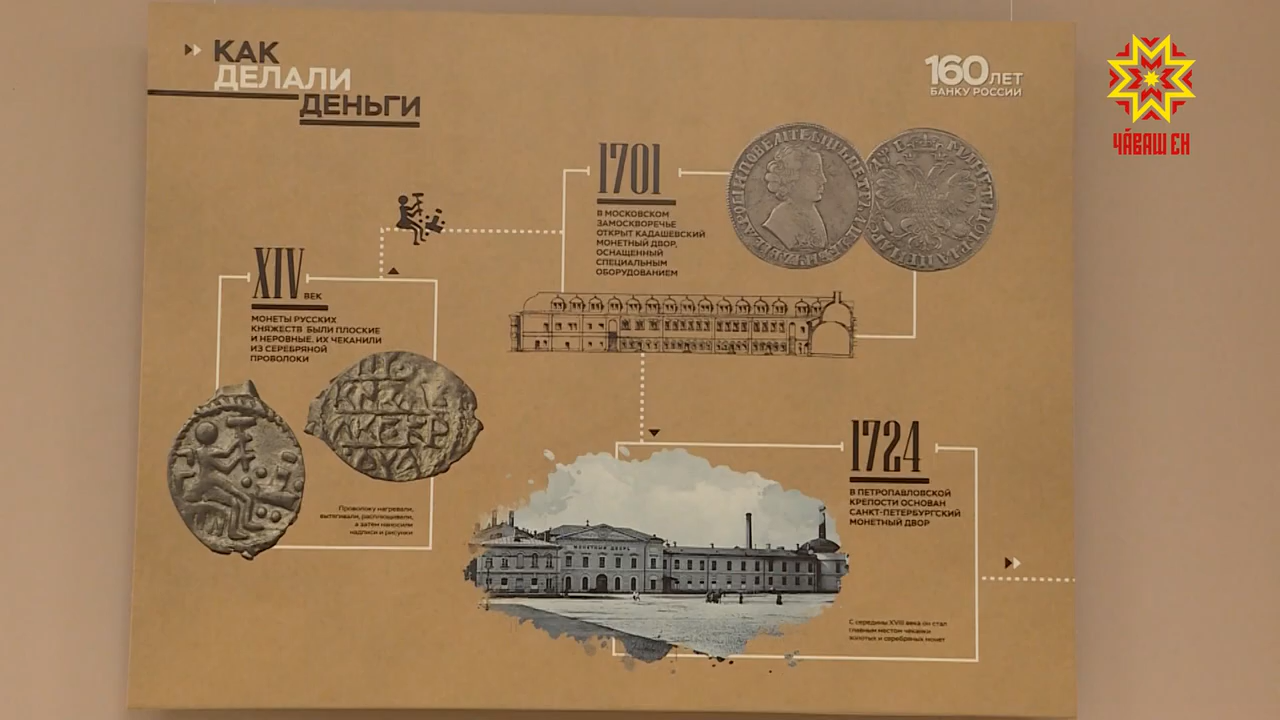 КАК
ДЕЛАЛИ
ДЕНЬГИ
160 ЛЕТ
БАНКУ РОССИИ
ЧӐВАШ ЕН
1701
В МОСКОВСКОМ
ЗАМОСКВОРЕЧЬЕ
ОТКРЫТ КАДАШЕВСКИЙ
МОНЕТНЫЙ ДВОР,
ОСНАЩЕННЫЙ
СПЕЦИАЛЬНЫМ
ОБОРУДОВАНИЕМ
XIV ВЕК
МОНЕТЫ РУССКИХ
КНЯЖЕСТВ БЫЛИ ПЛОСКИЕ
И НЕРОВНЫЕ. ИХ ЧЕКАНИЛИ
ИЗ СЕРЕБРЯНОЙ
ПРОВОЛОКИ
Проволоку нагревали,
вытягивали, расплющивали,
а затем наносили
надписи и рисунки
1724
В ПЕТРОПАВЛОВСКОЙ
КРЕПОСТИ ОСНОВАН
САНКТ-ПЕТЕРБУРГСКИЙ
МОНЕТНЫЙ ДВОР
МОНЕТНЫЙ ДВОРЪ
С середины XVIII века он стал
главным местом чеканки
золотых и серебряных монет